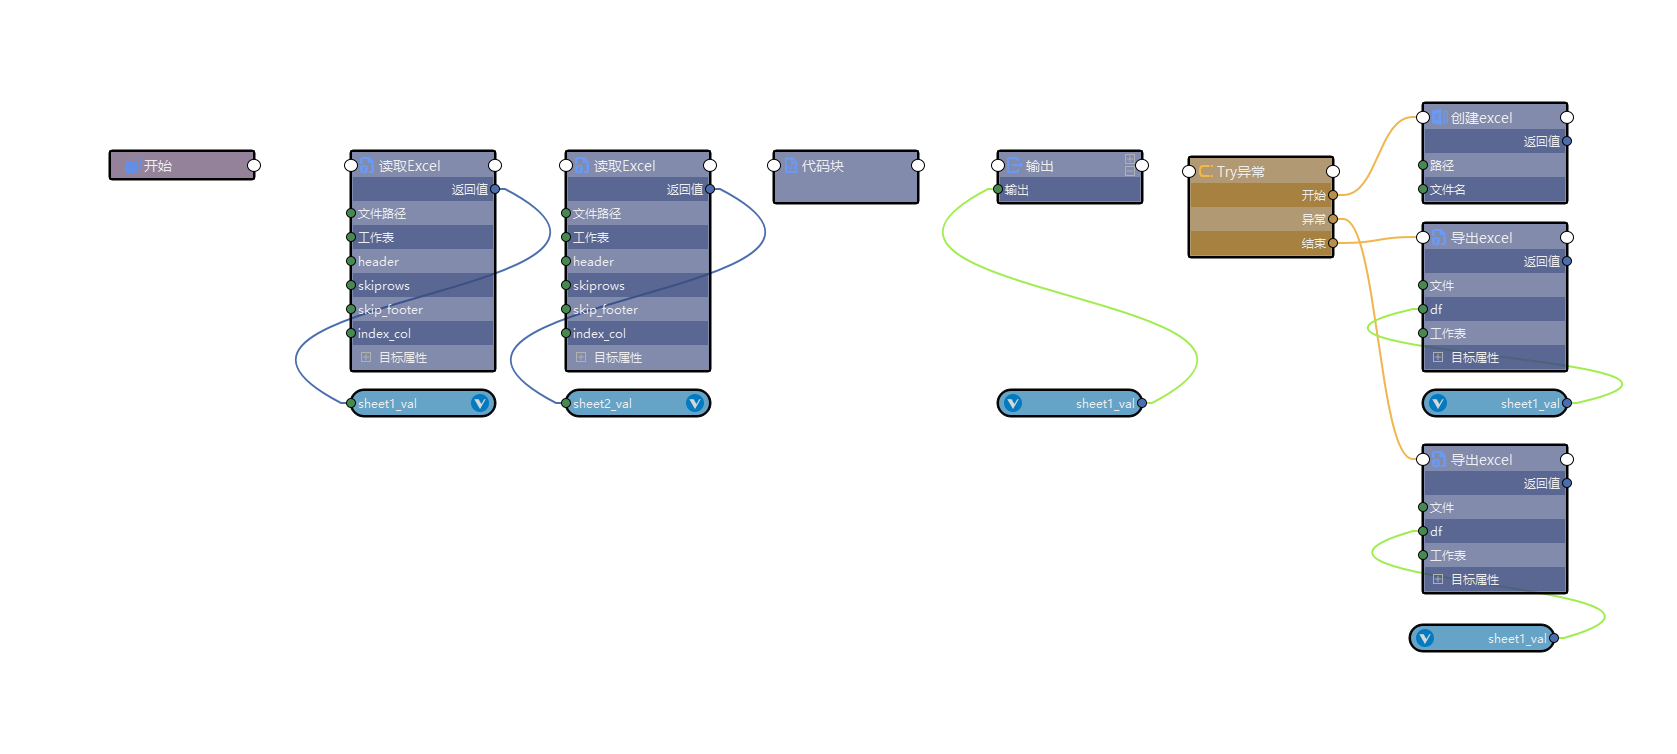 开始
读取Excel
返回值
文件路径
工作表
header
skiprows
skip_footer
index_col
目标属性
sheet1_val
读取Excel
返回值
文件路径
工作表
header
skiprows
skip_footer
index_col
目标属性
sheet2_val
代码块
输出
输出
sheet1_val
Try异常
开始
异常
结束
创建excel
返回值
路径
文件名
导出excel
返回值
文件
df
工作表
目标属性
sheet1_val
导出excel
返回值
文件
df
工作表
目标属性
sheet1_val